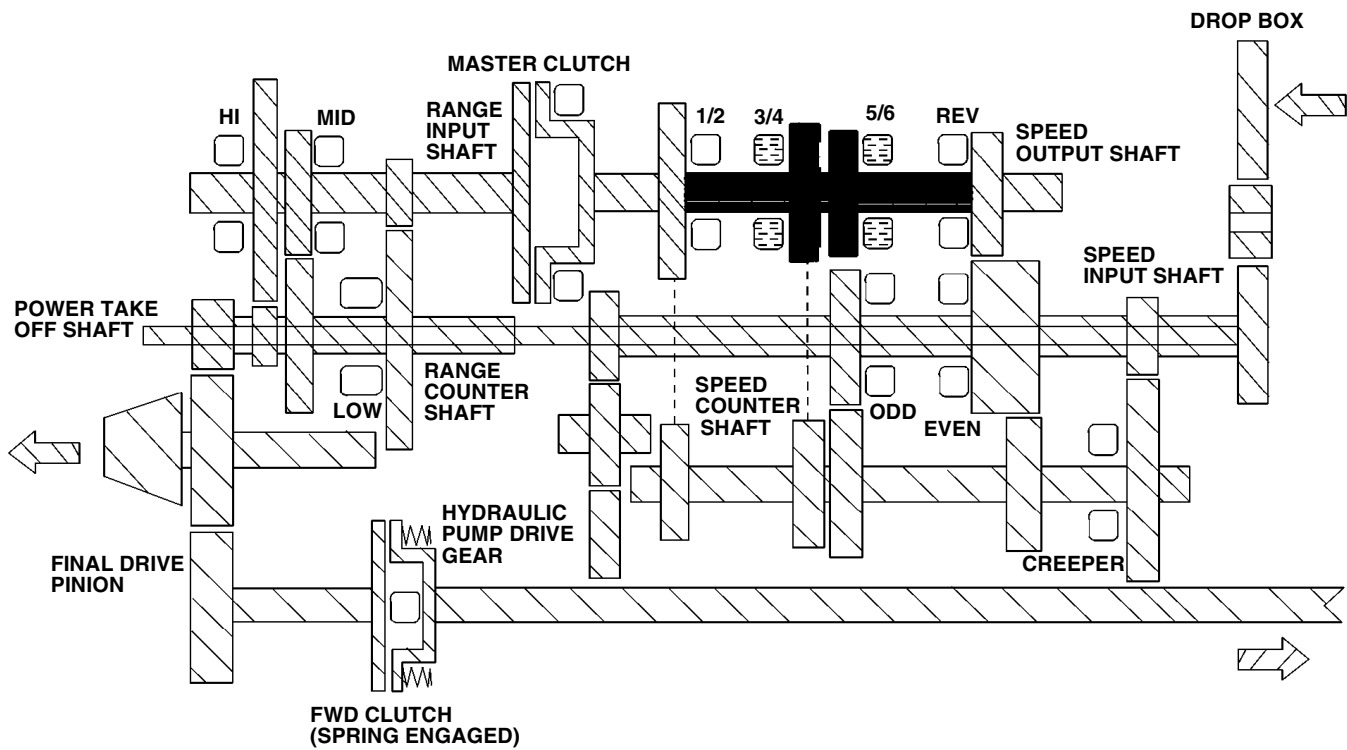 DROP BOX
MASTER CLUTCH
HI
MID
RANGE
INPUT
SHAFT
1/2
3/4
5/6
REV
SPEED
OUTPUT SHAFT
SPEED
INPUT SHAFT
POWER TAKE
OFF SHAFT
LOW
RANGE
COUNTER
SHAFT
SPEED
COUNTER
SHAFT
ODD
EVEN
HYDRAULIC
PUMP DRIVE
GEAR
CREEPER
FINAL DRIVE
PINION
FWD CLUTCH
(SPRING ENGAGED)